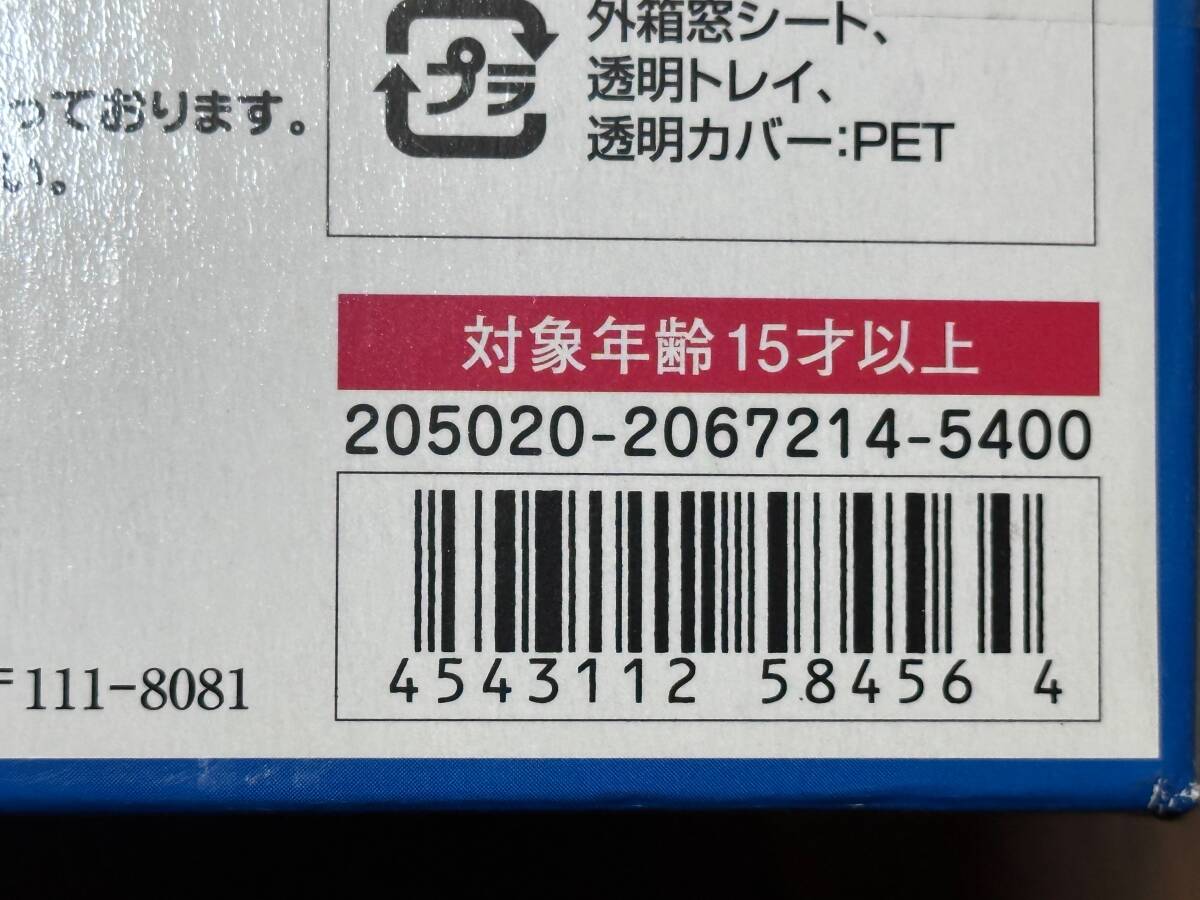 っております。
い。
プラ
外箱窓シート、
透明トレイ、
透明カバー:PET
対象年齢15才以上
205020-2067214-5400
4543112 58456 4
〒111-8081